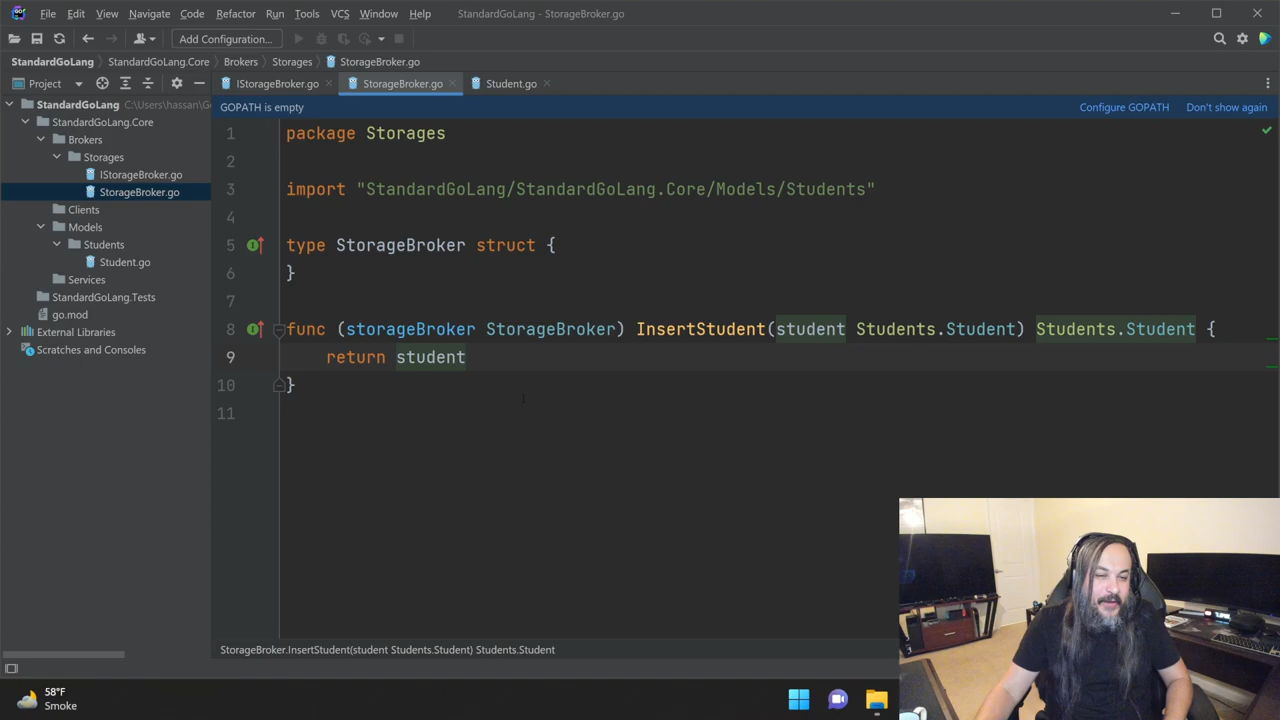 GO File Edit View Navigate Code Refactor Run Tools VCS Window Help StandardGoLang - StorageBroker.go
Add Configuration...
StandardGoLang StandardGoLang.Core Brokers Storages StorageBroker.go
Project IStorageBroker.go StorageBroker.go Student.go
GOPATH is empty Configure GOPATH Don't show again
StandardGoLang C:\Users\hassan\Go
StandardGoLang.Core
Brokers
Storages
IStorageBroker.go
StorageBroker.go
Clients
Models
Students
Student.go
Services
StandardGoLang.Tests
go.mod
External Libraries
Scratches and Consoles
1 package Storages
2
3 import "StandardGoLang/StandardGoLang.Core/Models/Students"
4
5 type StorageBroker struct {
6 }
7
8 func (storageBroker StorageBroker) InsertStudent(student Students.Student) Students.Student {
9 return student
10 }
11
StorageBroker.InsertStudent(student Students.Student) Students.Student
58°F
Smoke